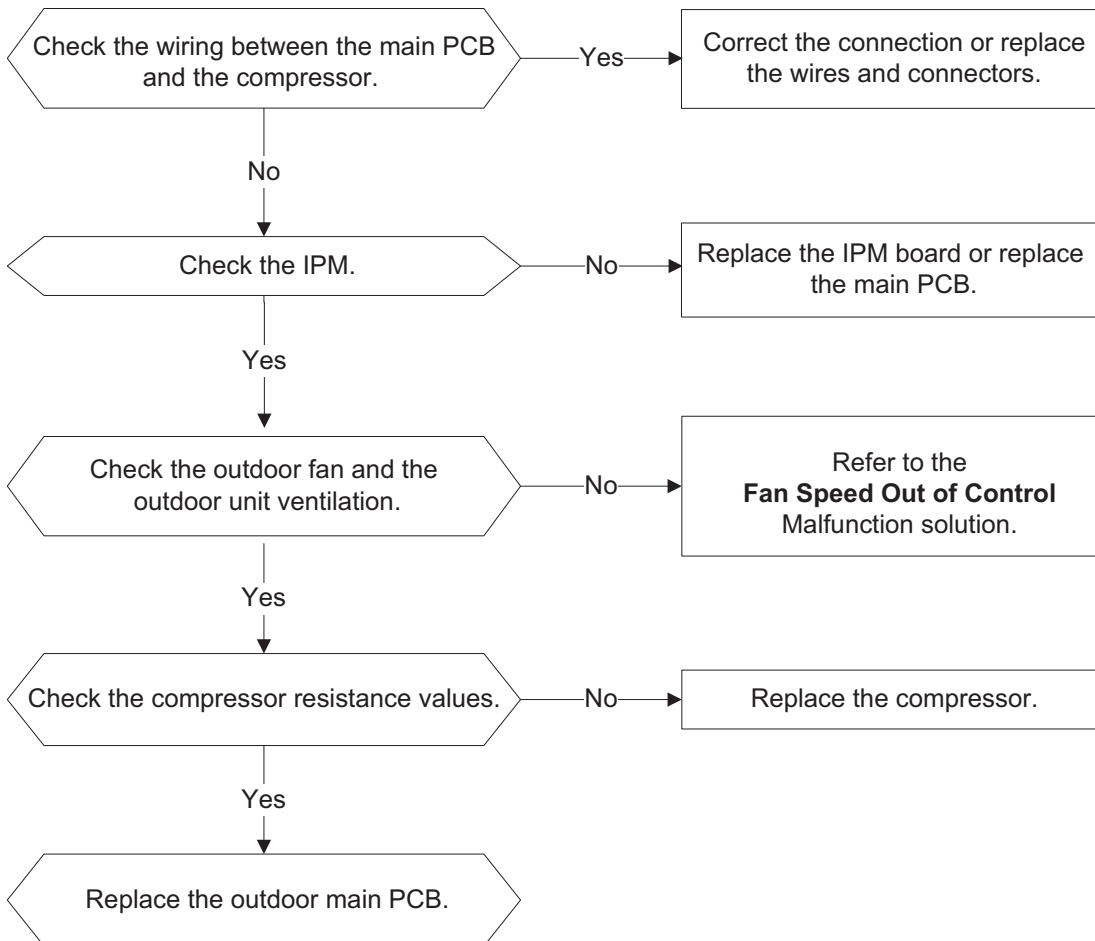 Check the wiring between the main PCB
and the compressor.
Yes
Correct the connection or replace
the wires and connectors.
No
Check the IPM.
No
Replace the IPM board or replace
the main PCB.
Yes
Check the outdoor fan and the
outdoor unit ventilation.
No
Refer to the
Fan Speed Out of Control
Malfunction solution.
Yes
Check the compressor resistance values.
No
Replace the compressor.
Yes
Replace the outdoor main PCB.